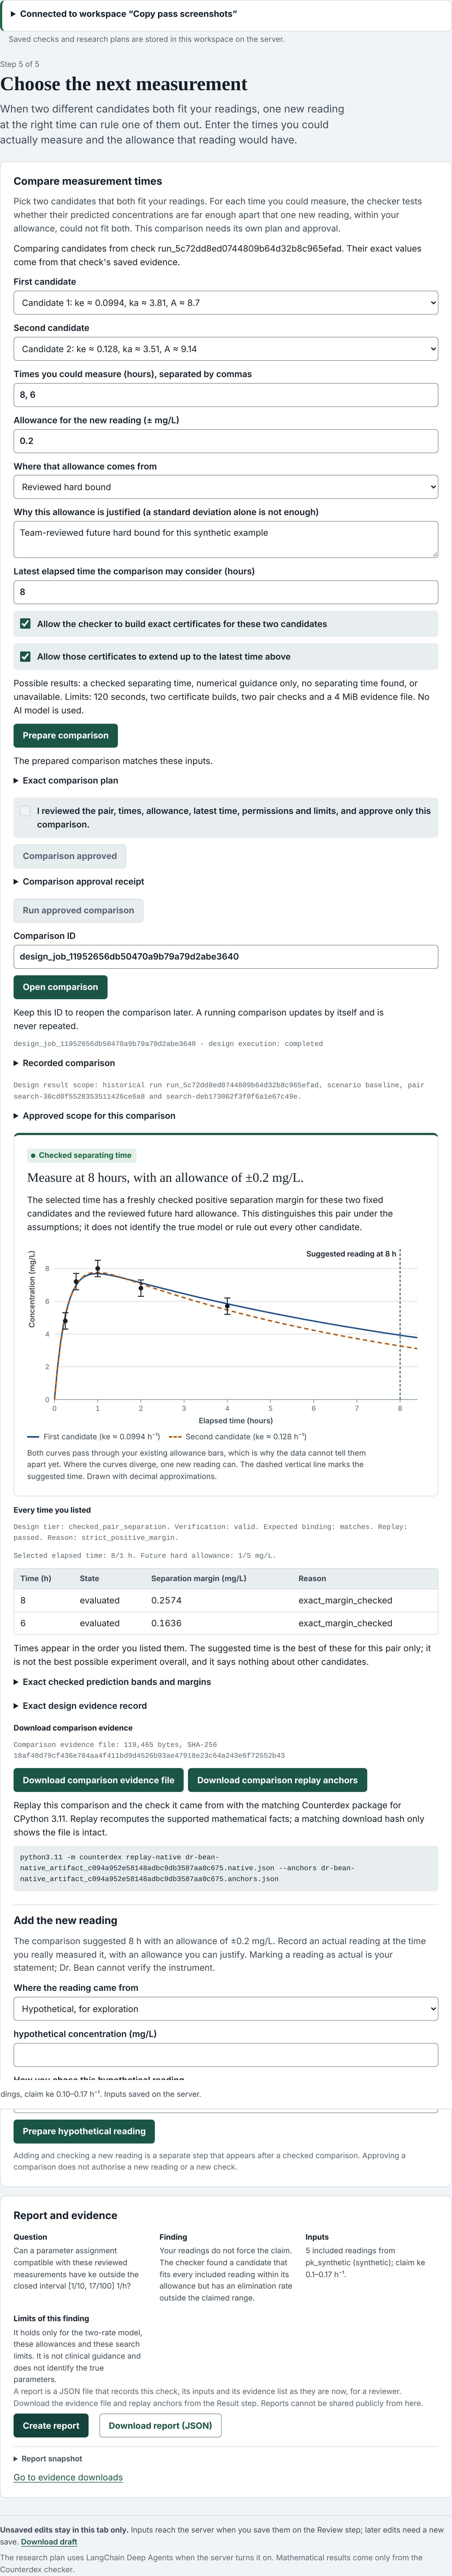 ▶ Connected to workspace “Copy pass screenshots”
Saved checks and research plans are stored in this workspace on the server.
Step 5 of 5
Choose the next measurement
When two different candidates both fit your readings, one new reading
at the right time can rule one of them out. Enter the times you could
actually measure and the allowance that reading would have.
Compare measurement times
Pick two candidates that both fit your readings. For each time you could measure, the checker tests
whether their predicted concentrations are far enough apart that one new reading, within your
allowance, could not fit both. This comparison needs its own plan and approval.
Comparing candidates from check run_5c72dd8ed0744809b64d32b8c965efad. Their exact values
come from that check's saved evidence.
First candidate
Candidate 1: ke ≈ 0.0994, ka ≈ 3.81, A ≈ 8.7
Second candidate
Candidate 2: ke ≈ 0.128, ka ≈ 3.51, A ≈ 9.14
Times you could measure (hours), separated by commas
8, 6
Allowance for the new reading (± mg/L)
0.2
Where that allowance comes from
Reviewed hard bound
Why this allowance is justified (a standard deviation alone is not enough)
Team-reviewed future hard bound for this synthetic example
Latest elapsed time the comparison may consider (hours)
8
Allow the checker to build exact certificates for these two candidates
Allow those certificates to extend up to the latest time above
Possible results: a checked separating time, numerical guidance only, no separating time found, or
unavailable. Limits: 120 seconds, two certificate builds, two pair checks and a 4 MiB evidence file. No
AI model is used.
Prepare comparison
The prepared comparison matches these inputs.
▶ Exact comparison plan
I reviewed the pair, times, allowance, latest time, permissions and limits, and approve only this
comparison.
Comparison approved
▶ Comparison approval receipt
Run approved comparison
Comparison ID
design_job_11952656db50470a9b79a79d2abe3640
Open comparison
Keep this ID to reopen the comparison later. A running comparison updates by itself and is
never repeated.
design_job_11952656db50470a9b79a79d2abe3640 · design execution: completed
▶ Recorded comparison
Design result scope: historical run run_5c72dd8ed0744809b64d32b8c965efad, scenario baseline, pair
search-38cd8f5528353511426ce6a8 and search-deb173062f3f0f6a1e67c49e.
▶ Approved scope for this comparison
Checked separating time
Measure at 8 hours, with an allowance of ±0.2 mg/L.
The selected time has a freshly checked positive separation margin for these two fixed
candidates and the reviewed future hard allowance. This distinguishes this pair under the
assumptions; it does not identify the true model or rule out every other candidate.
Concentration (mg/L)
Suggested reading at 8 h
8
6
4
2
0
0 1 2 3 4 5 6 7 8
Elapsed time (hours)
First candidate (ke ≈ 0.0994 h⁻¹) Second candidate (ke ≈ 0.128 h⁻¹)
Both curves pass through your existing allowance bars, which is why the data cannot tell them
apart yet. Where the curves diverge, one new reading can. The dashed vertical line marks the
suggested time. Drawn with decimal approximations.
Every time you listed
Design tier: checked_pair_separation. Verification: valid. Expected binding: matches. Replay:
passed. Reason: strict_positive_margin.
Selected elapsed time: 8/1 h. Future hard allowance: 1/5 mg/L.
Time (h) State Separation margin (mg/L) Reason
8 evaluated 0.2574 exact_margin_checked
6 evaluated 0.1636 exact_margin_checked
Times appear in the order you listed them. The suggested time is the best of these for this pair only; it
is not the best possible experiment overall, and it says nothing about other candidates.
▶ Exact checked prediction bands and margins
▶ Exact design evidence record
Download comparison evidence
Comparison evidence file: 119,465 bytes, SHA-256
18af48d79cf436e784aa4f411bd9d4526b93ae47918e23c64a243e6f72552b43
Download comparison evidence file
Download comparison replay anchors
Replay this comparison and the check it came from with the matching Counterdex package for
CPython 3.11. Replay recomputes the supported mathematical facts; a matching download hash only
shows the file is intact.
python3.11 -m counterdex replay-native dr-bean-
native_artifact_c094a952e58148adbc9db3587aa0c675.native.json --anchors dr-bean-
native_artifact_c094a952e58148adbc9db3587aa0c675.anchors.json
Add the new reading
The comparison suggested 8 h with an allowance of ±0.2 mg/L. Record an actual reading at the time
you really measured it, with an allowance you can justify. Marking a reading as actual is your
statement; Dr. Bean cannot verify the instrument.
Where the reading came from
Hypothetical, for exploration
hypothetical concentration (mg/L)
How you chose this hypothetical reading
dings, claim ke 0.10–0.17 h⁻¹. Inputs saved on the server.
Prepare hypothetical reading
Adding and checking a new reading is a separate step that appears after a checked comparison. Approving a
comparison does not authorise a new reading or a new check.
Report and evidence
Question
Can a parameter assignment
compatible with these reviewed
measurements have ke outside the
closed interval [1/10, 17/100] 1/h?
Finding
Your readings do not force the claim.
The checker found a candidate that
fits every included reading within its
allowance but has an elimination rate
outside the claimed range.
Inputs
5 included readings from
pk_synthetic (synthetic); claim ke
0.1–0.17 h⁻¹.
Limits of this finding
It holds only for the two-rate model,
these allowances and these search
limits. It is not clinical guidance and
does not identify the true
parameters.
A report is a JSON file that records this check, its inputs and its evidence list as they are now, for a reviewer.
Download the evidence file and replay anchors from the Result step. Reports cannot be shared publicly from here.
Create report
Download report (JSON)
▶ Report snapshot
Go to evidence downloads
Unsaved edits stay in this tab only. Inputs reach the server when you save them on the Review step; later edits need a new
save. Download draft
The research plan uses LangChain Deep Agents when the server turns it on. Mathematical results come only from the
Counterdex checker.